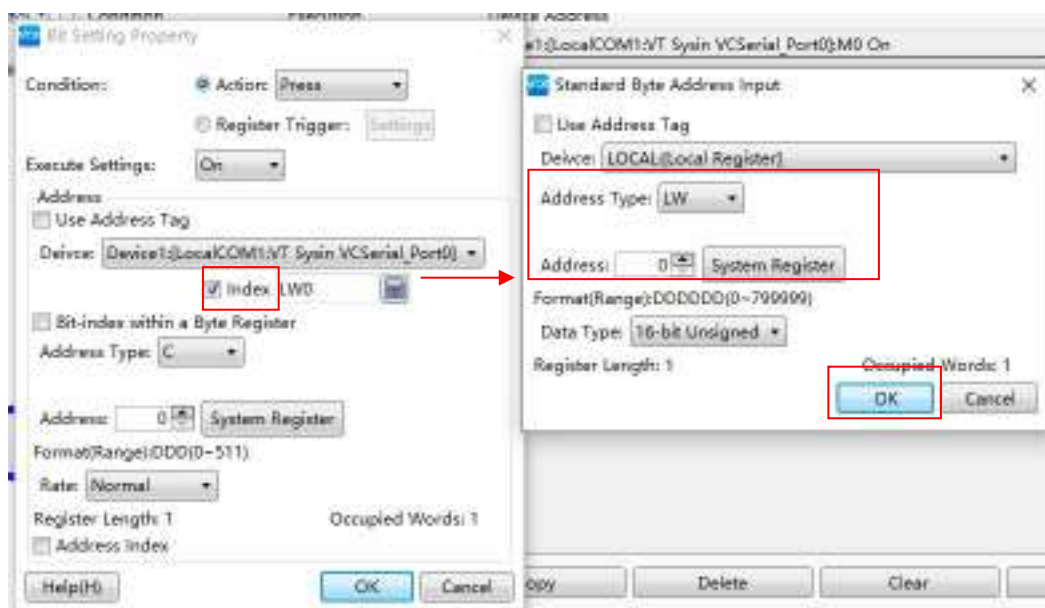 Condition
Execution
Device Address
Bit Setting Property
Condition:
Action: Press
Register Trigger: Settings
Execute Settings: On
Address
Use Address Tag
Deivce: Device1:[LocalCOM1:VT Sysin VCSerial_Port0]
Index LW0
Bit-index within a Byte Register
Address Type: C
Address: 0 System Register
Format(Range):DDD(0~511)
Rate: Normal
Register Length: 1 Occupied Words: 1
Address Index
Help(H) OK Cancel
e1:[LocalCOM1:VT Sysin VCSerial_Port0]:M0 On
Standard Byte Address Input
Use Address Tag
Deivce: LOCAL:[Local Register]
Address Type: LW
Address: 0 System Register
Format(Range):DDDDDD(0~799999)
Data Type: 16-bit Unsigned
Register Length: 1 Occupied Words: 1
OK Cancel
opy Delete Clear